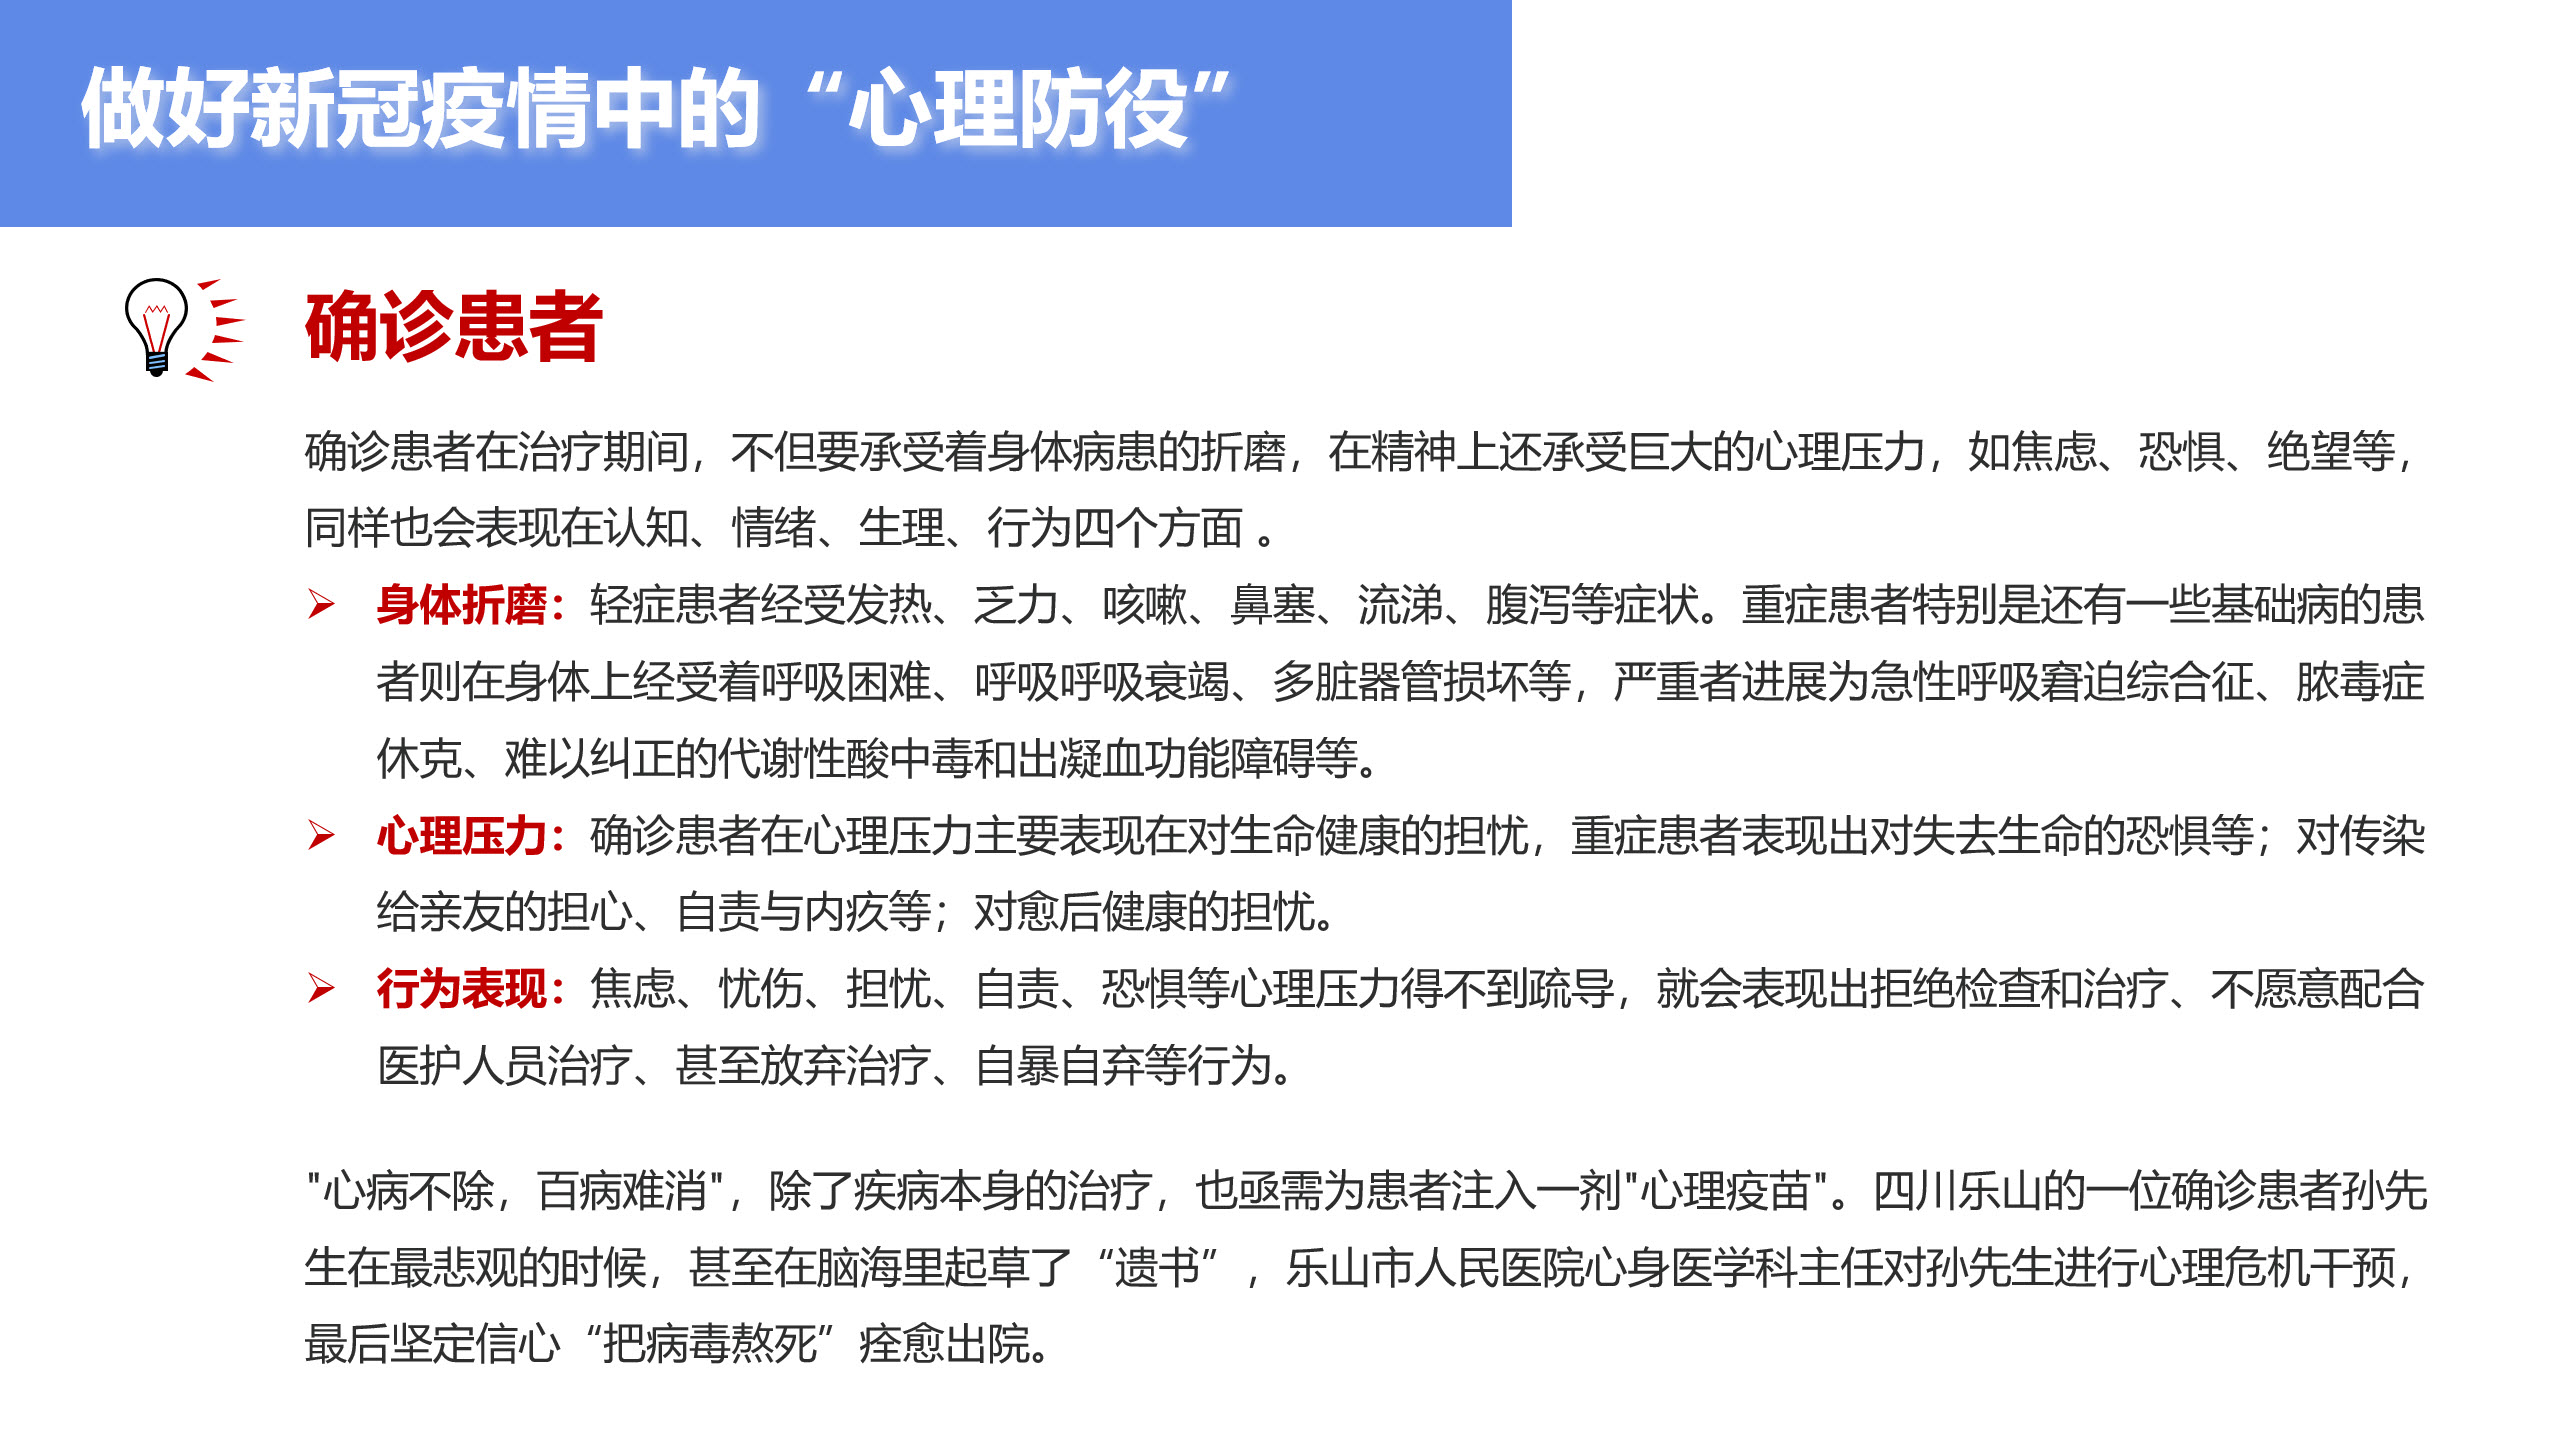 做好新冠疫情中的“心理防役”
确诊患者
确诊患者在治疗期间，不但要承受着身体病患的折磨，在精神上还承受巨大的心理压力，如焦虑、恐惧、绝望等，
同样也会表现在认知、情绪、生理、行为四个方面 。
➢ 身体折磨：轻症患者经受发热、乏力、咳嗽、鼻塞、流涕、腹泻等症状。重症患者特别是还有一些基础病的患
者则在身体上经受着呼吸困难、呼吸呼吸衰竭、多脏器管损坏等，严重者进展为急性呼吸窘迫综合征、脓毒症
休克、难以纠正的代谢性酸中毒和出凝血功能障碍等。
➢ 心理压力：确诊患者在心理压力主要表现在对生命健康的担忧，重症患者表现出对失去生命的恐惧等；对传染
给亲友的担心、自责与内疚等；对愈后健康的担忧。
➢ 行为表现：焦虑、忧伤、担忧、自责、恐惧等心理压力得不到疏导，就会表现出拒绝检查和治疗、不愿意配合
医护人员治疗、甚至放弃治疗、自暴自弃等行为。
"心病不除，百病难消"，除了疾病本身的治疗，也亟需为患者注入一剂"心理疫苗"。四川乐山的一位确诊患者孙先
生在最悲观的时候，甚至在脑海里起草了“遗书”，乐山市人民医院心身医学科主任对孙先生进行心理危机干预，
最后坚定信心“把病毒熬死”痊愈出院。